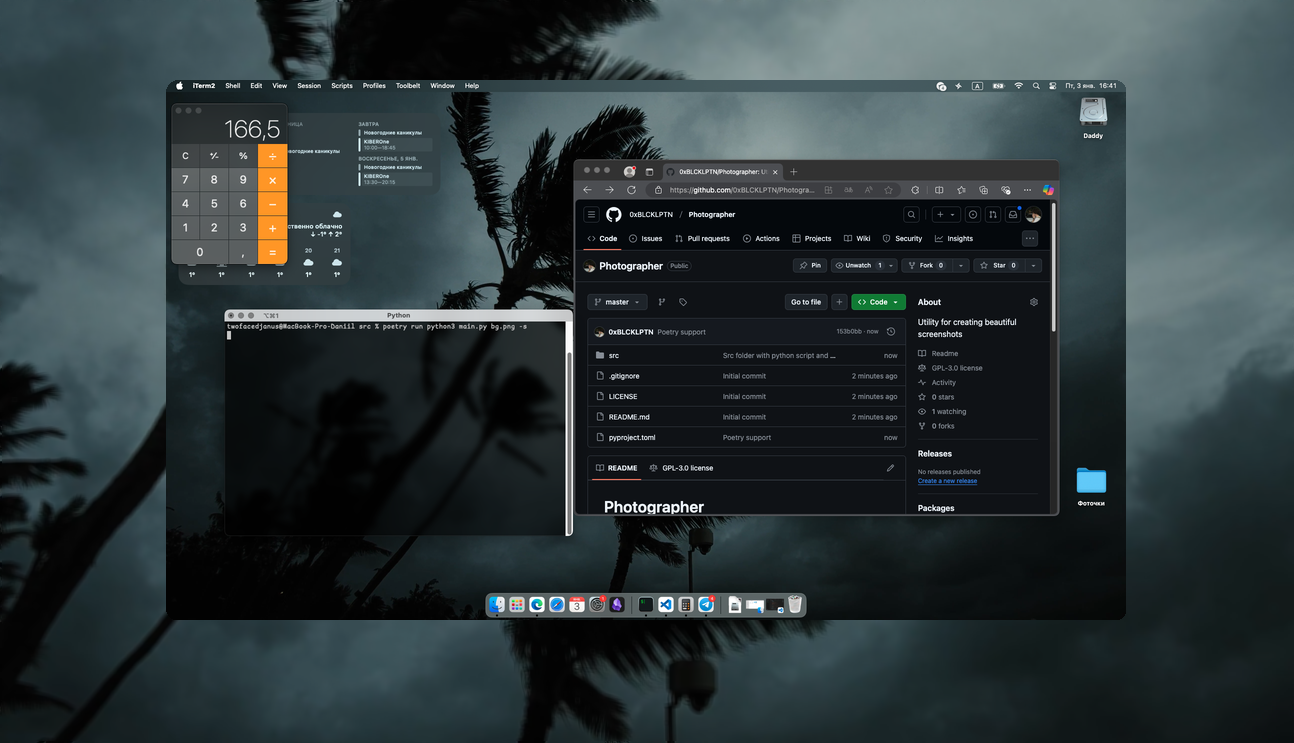 iTerm2 Shell Edit View Session Scripts Profiles Toolbelt Window Help
A
Пт, 3 янв. 16:41
166,5
C +⁄- % ÷
7 8 9 ×
4 5 6 −
1 2 3 +
0 , =
НИЦА
овогодние каникулы
ЗАВТРА
Новогодние каникулы
KIBEROne
10:00—18:45
ВОСКРЕСЕНЬЕ, 5 ЯНВ.
Новогодние каникулы
KIBEROne
13:30—20:15
ственно облачно
↓ -1° ↑ 2°
20 21
1° 1° 1° 1° 1° 1°
Daddy
Фоточки
⌥⌘1 Python
twofacedjanus@MacBook-Pro-Daniil src % poetry run python3 main.py bg.png -s
0xBLCKLPTN/Photographer: Ut
https://github.com/0xBLCKLPTN/Photogra...
0xBLCKLPTN / Photographer
Code Issues Pull requests Actions Projects Wiki Security Insights
Photographer Public
Pin Unwatch 1 Fork 0 Star 0
master Go to file Code
0xBLCKLPTN Poetry support 153b0bb · now
src Src folder with python script and ... now
.gitignore Initial commit 2 minutes ago
LICENSE Initial commit 2 minutes ago
README.md Initial commit 2 minutes ago
pyproject.toml Poetry support now
README GPL-3.0 license
Photographer
About
Utility for creating beautiful
screenshots
Readme
GPL-3.0 license
Activity
0 stars
1 watching
0 forks
Releases
No releases published
Create a new release
Packages
3